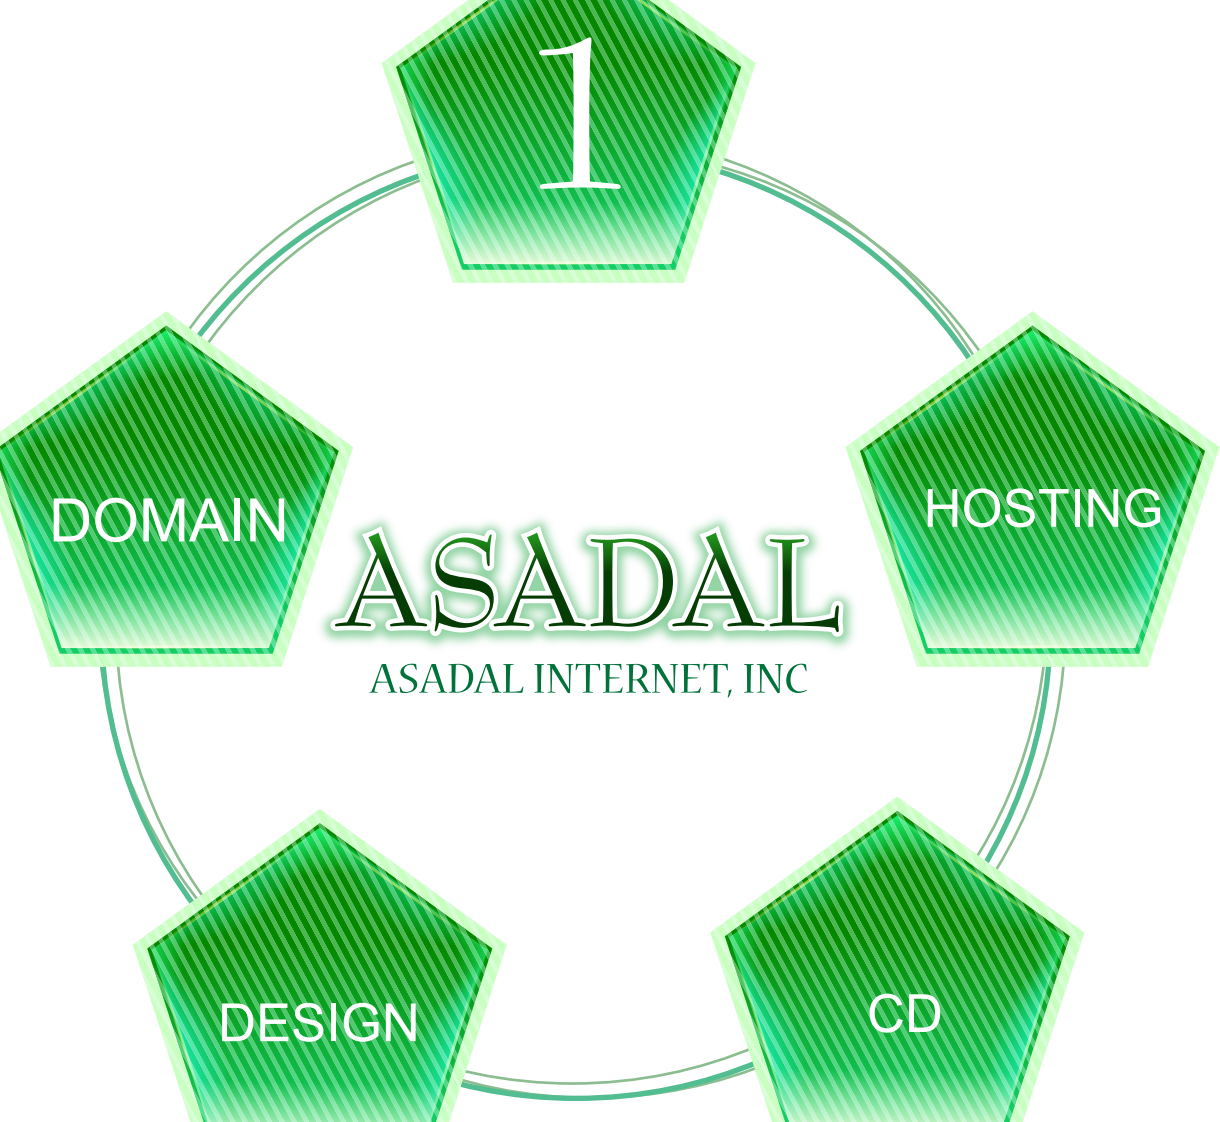 1
DOMAIN
HOSTING
ASADAL
ASADAL INTERNET, INC
DESIGN
CD